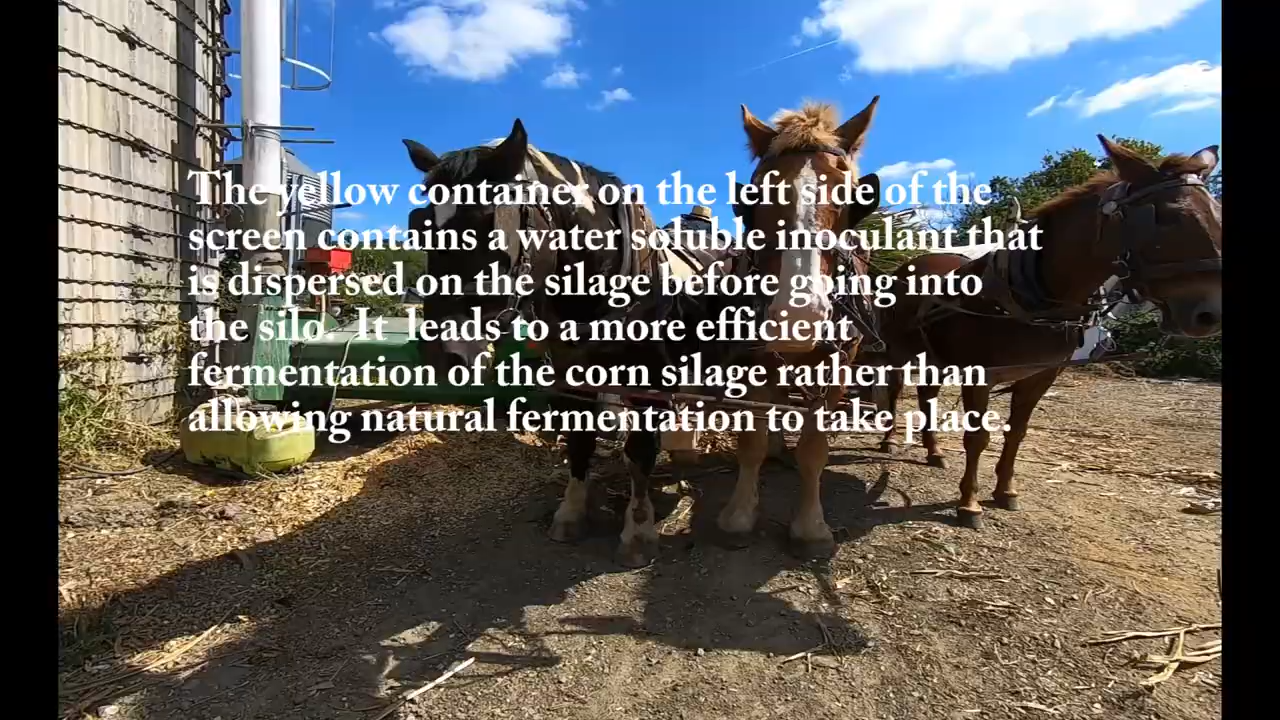 The yellow container on the left side of the
screen contains a water soluble inoculant that
is dispersed on the silage before going into
the silo.  It  leads to a more efficient
fermentation of the corn silage rather than
allowing natural fermentation to take place.